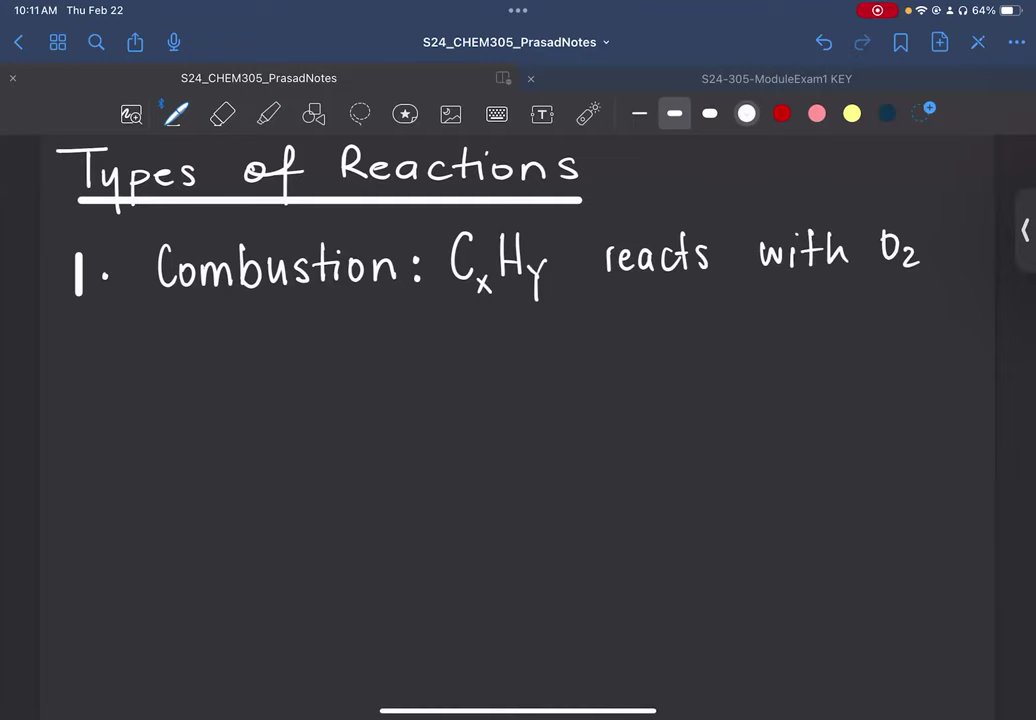 10:11 AM Thu Feb 22
64%
S24_CHEM305_PrasadNotes
S24_CHEM305_PrasadNotes
S24-305-ModuleExam1 KEY
Types of Reactions
1. Combustion: CxHy reacts with O2